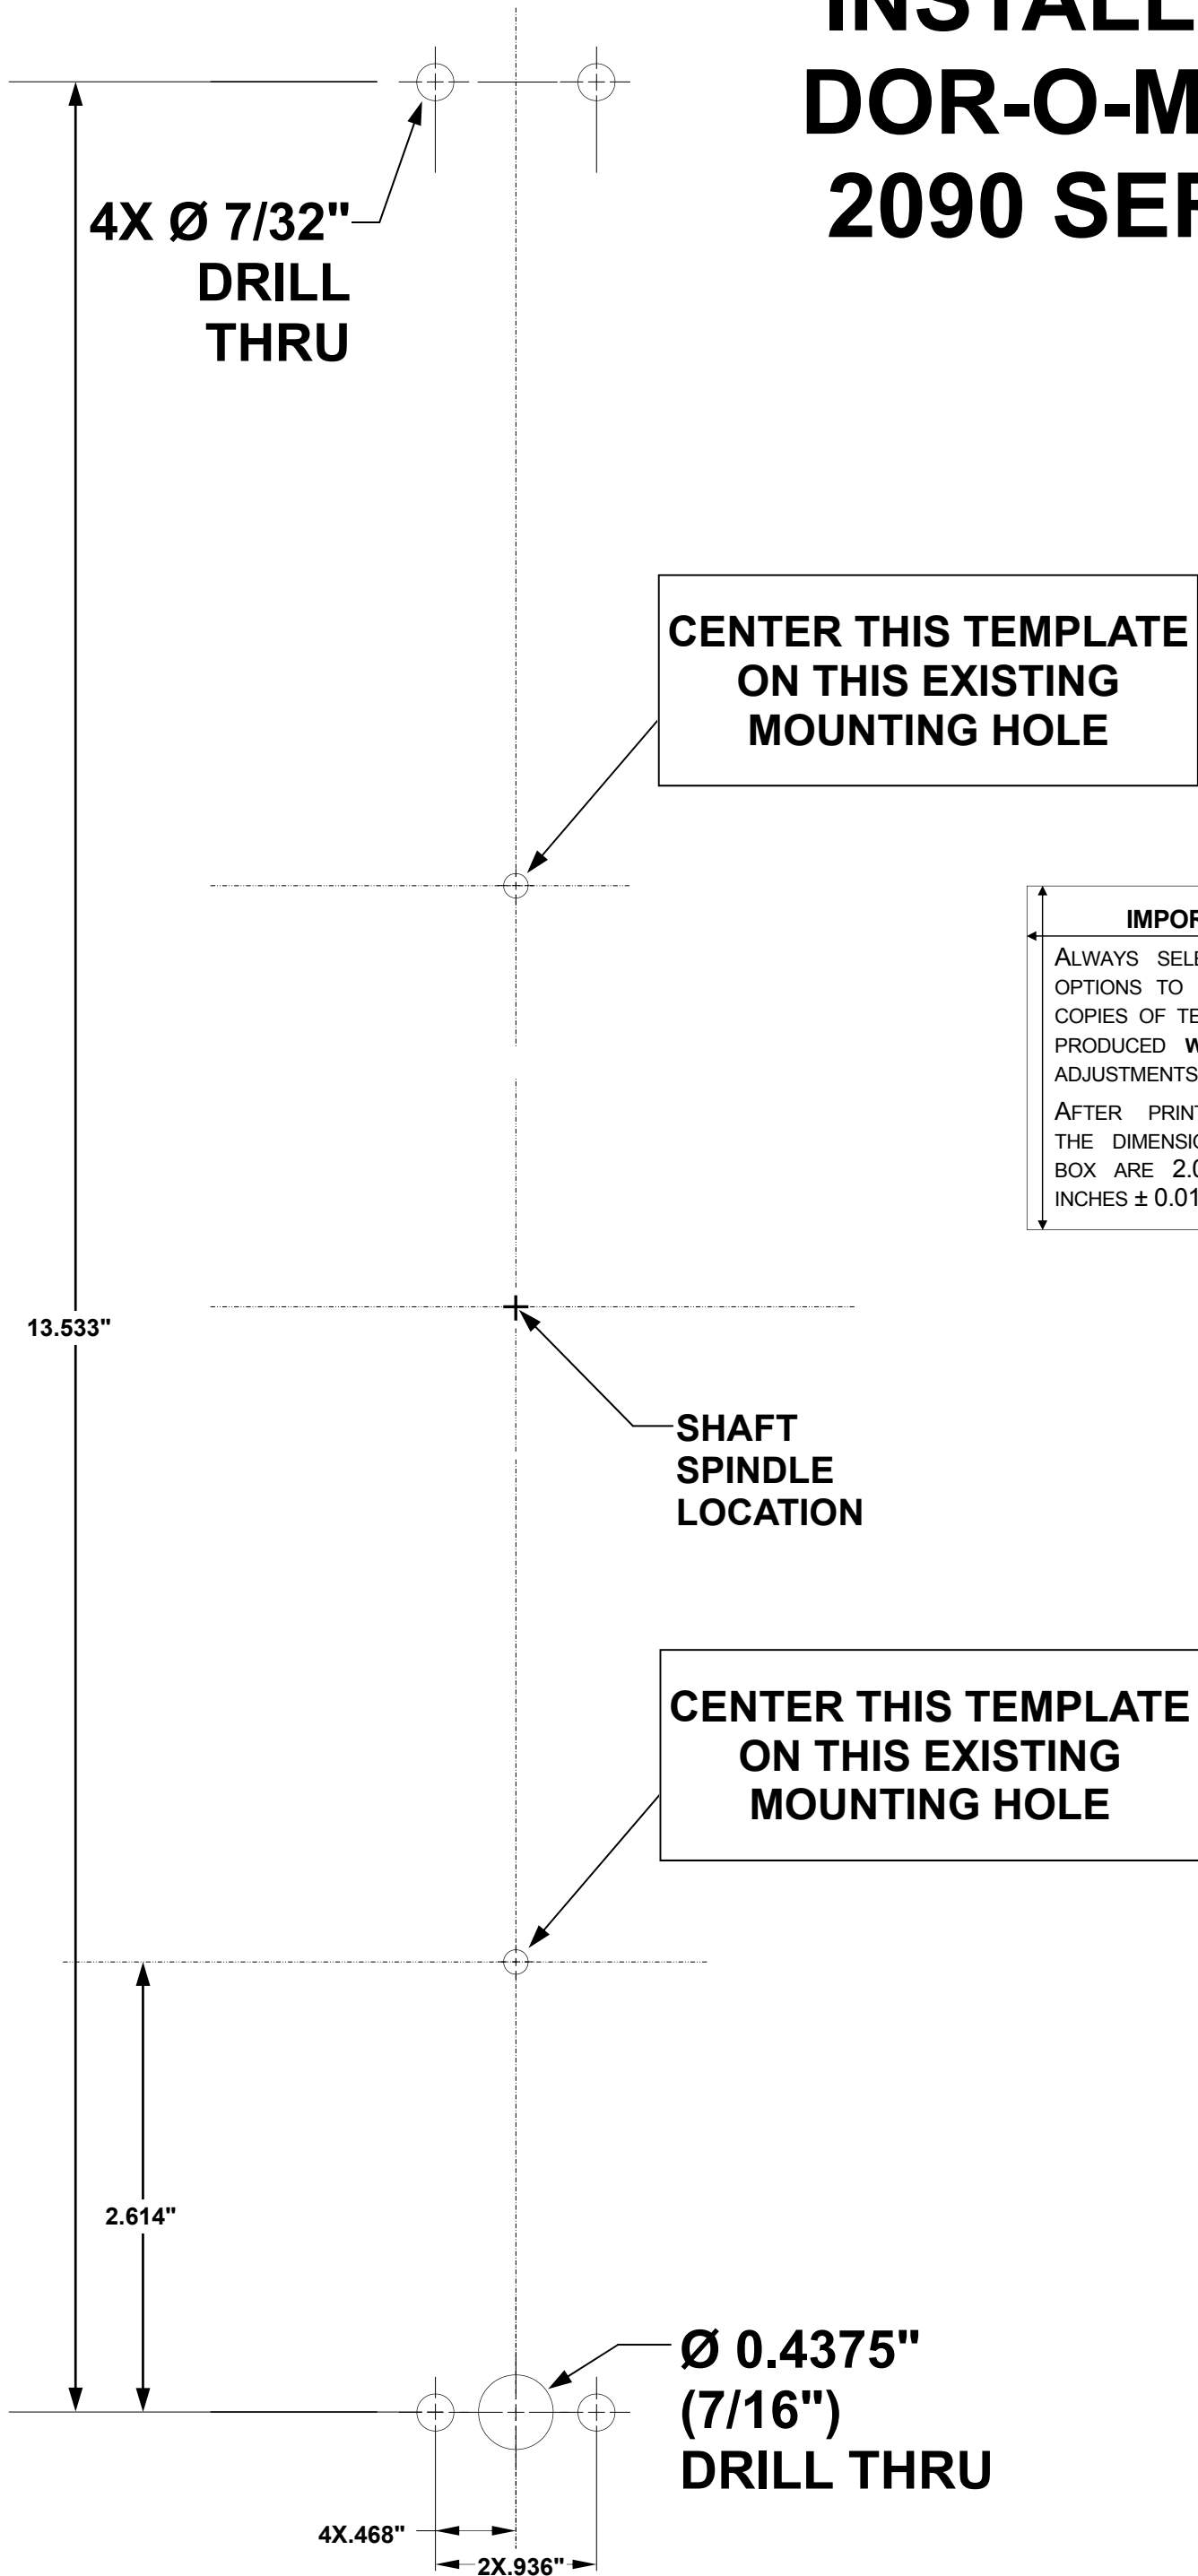 INSTALL
DOR-O-M
2090 SER
4X Ø 7/32"
DRILL
THRU
CENTER THIS TEMPLATE
ON THIS EXISTING
MOUNTING HOLE
IMPOR
ALWAYS SELE
OPTIONS TO
COPIES OF TE
PRODUCED W
ADJUSTMENTS
AFTER PRINT
THE DIMENSIO
BOX ARE 2.0
INCHES ± 0.01
13.533"
SHAFT
SPINDLE
LOCATION
CENTER THIS TEMPLATE
ON THIS EXISTING
MOUNTING HOLE
2.614"
Ø 0.4375"
(7/16")
DRILL THRU
4X.468"
2X.936"